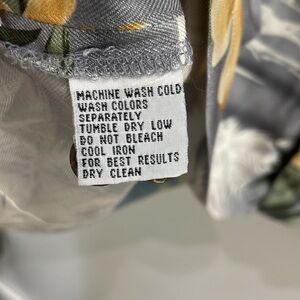 MACHINE WASH COLD
WASH COLORS
SEPARATELY
TUMBLE DRY LOW
DO NOT BLEACH
COOL IRON
FOR BEST RESULTS
DRY CLEAN